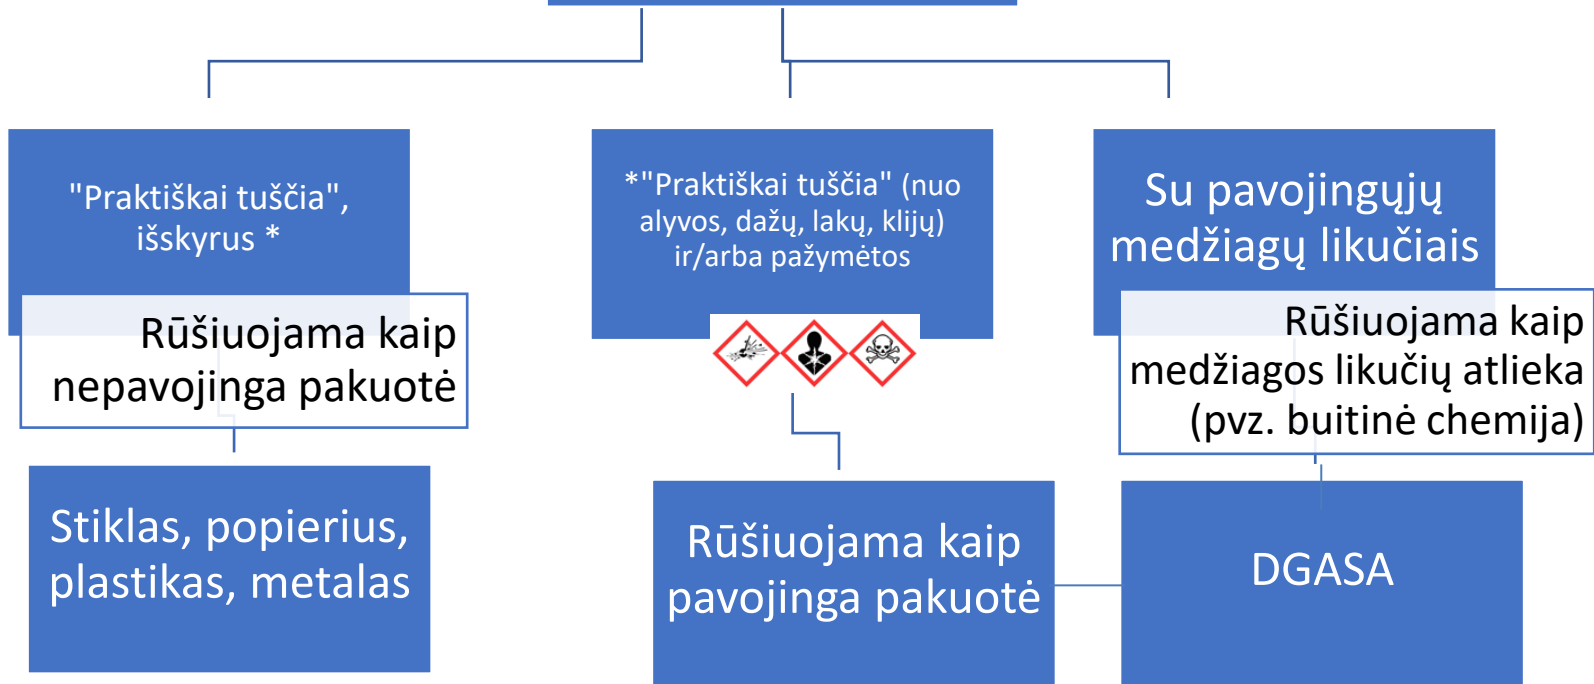 "Praktiškai tuščia",
išskyrus *
Rūšiuojama kaip
nepavojinga pakuotė
Stiklas, popierius,
plastikas, metalas
*"Praktiškai tuščia" (nuo
alyvos, dažų, lakų, klijų)
ir/arba pažymėtos
Rūšiuojama kaip
pavojinga pakuotė
Su pavojingųjų
medžiagų likučiais
Rūšiuojama kaip
medžiagos likučių atlieka
(pvz. buitinė chemija)
DGASA